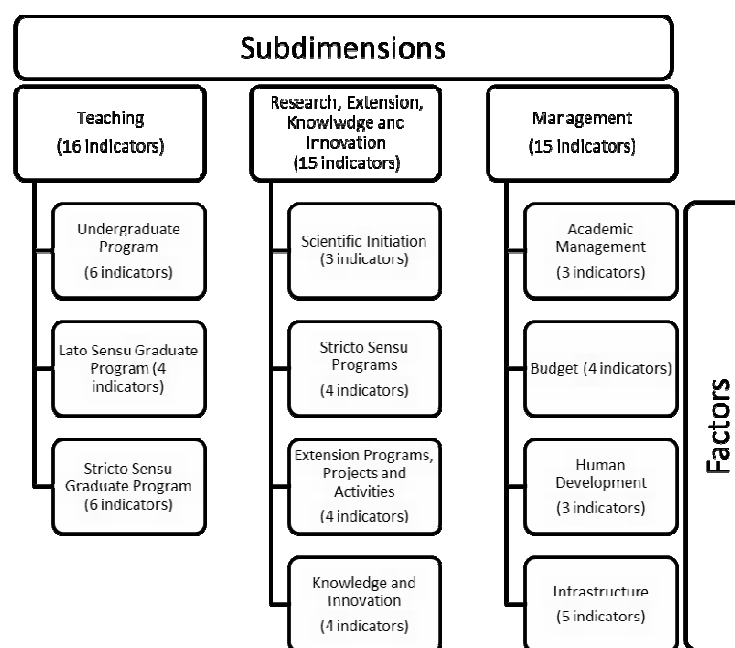 Subdimensions
Teaching
(16 indicators)
Undergraduate
Program
(6 indicators)
Lato Sensu Graduate
Program (4
indicators)
Stricto Sensu
Graduate Program
(6 indicators)
Research, Extension,
Knowlwdge and
Innovation
(15 indicators)
Scientific Initiation
(3 indicators)
Stricto Sensu
Programs
(4 indicators)
Extension Programs,
Projects and
Activities
(4 indicators)
Knowledge and
Innovation
(4 indicators)
Management
(15 indicators)
Academic
Management
(3 indicators)
Budget (4 indicators)
Human
Development
(3 indicators)
Infrastructure
(5 indicators)
Factors